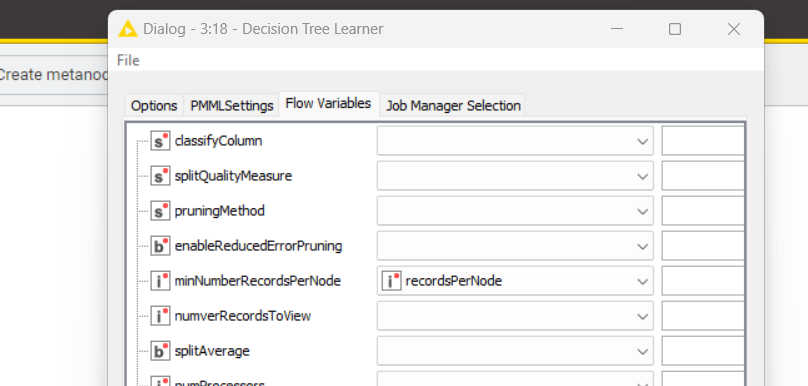 Dialog - 3:18 - Decision Tree Learner
File
Create metanod
Options PMMLSettings Flow Variables Job Manager Selection
s classifyColumn
s splitQualityMeasure
s pruningMethod
b enableReducedErrorPruning
i minNumberRecordsPerNode i recordsPerNode
i numverRecordsToView
b splitAverage
i numProcessors